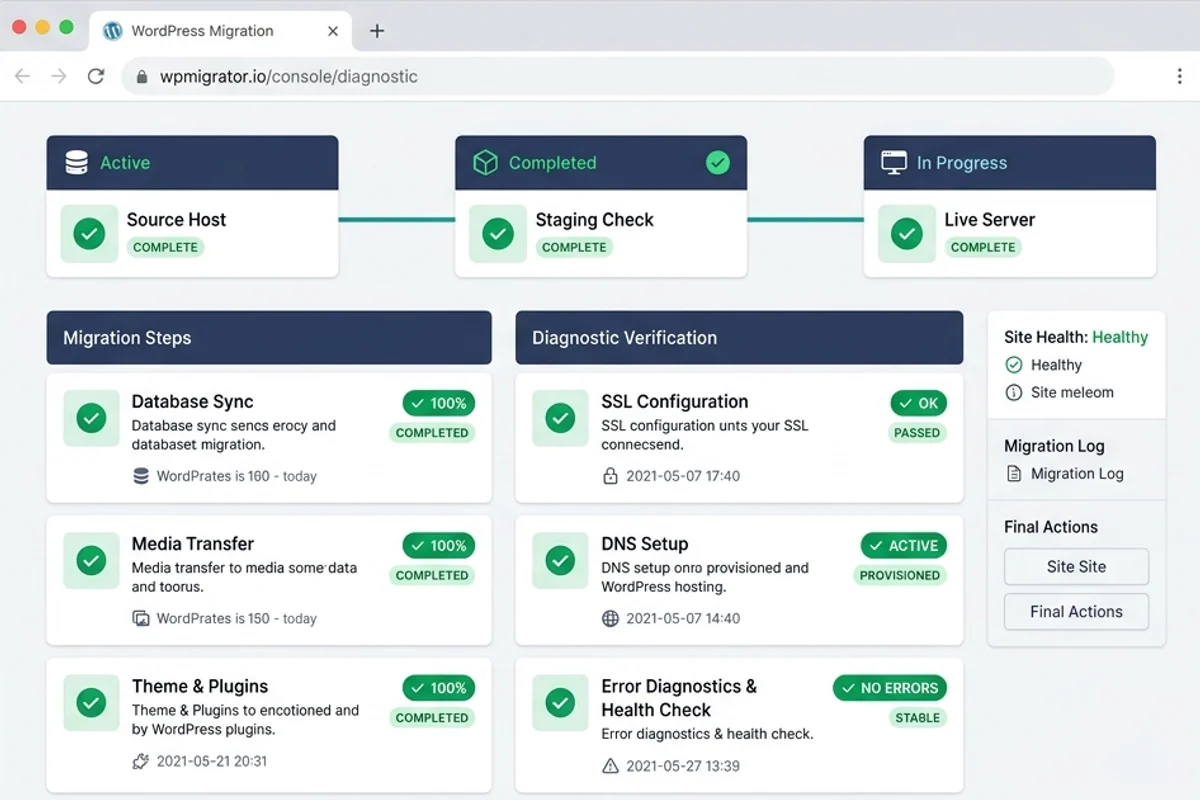 WordPress Migration
wpmigrator.io/console/diagnostic
Active
Source Host
COMPLETE
Completed
Staging Check
COMPLETE
In Progress
Live Server
COMPLETE
Migration Steps
Database Sync
Database sync sencs erocy and
databaset migration.
WordPrates is 160 - today
100%
COMPLETED
Media Transfer
Media transfer to media some data
and toorus.
WordPrates is 150 - today
100%
COMPLETED
Theme & Plugins
Theme & Plugins to encotioned and
by WordPress plugins.
2021-05-21 20:31
100%
COMPLETED
Diagnostic Verification
SSL Configuration
SSL configuration unts your SSL
connecsend.
2021-05-07 17:40
OK
PASSED
DNS Setup
DNS setup onro provisioned and
WordPress hosting.
2021-05-07 14:40
ACTIVE
PROVISIONED
Error Diagnostics &
Health Check
Error diagnostics & health check.
2021-05-27 13:39
NO ERRORS
STABLE
Site Health: Healthy
Healthy
Site meleom
Migration Log
Migration Log
Final Actions
Site Site
Final Actions